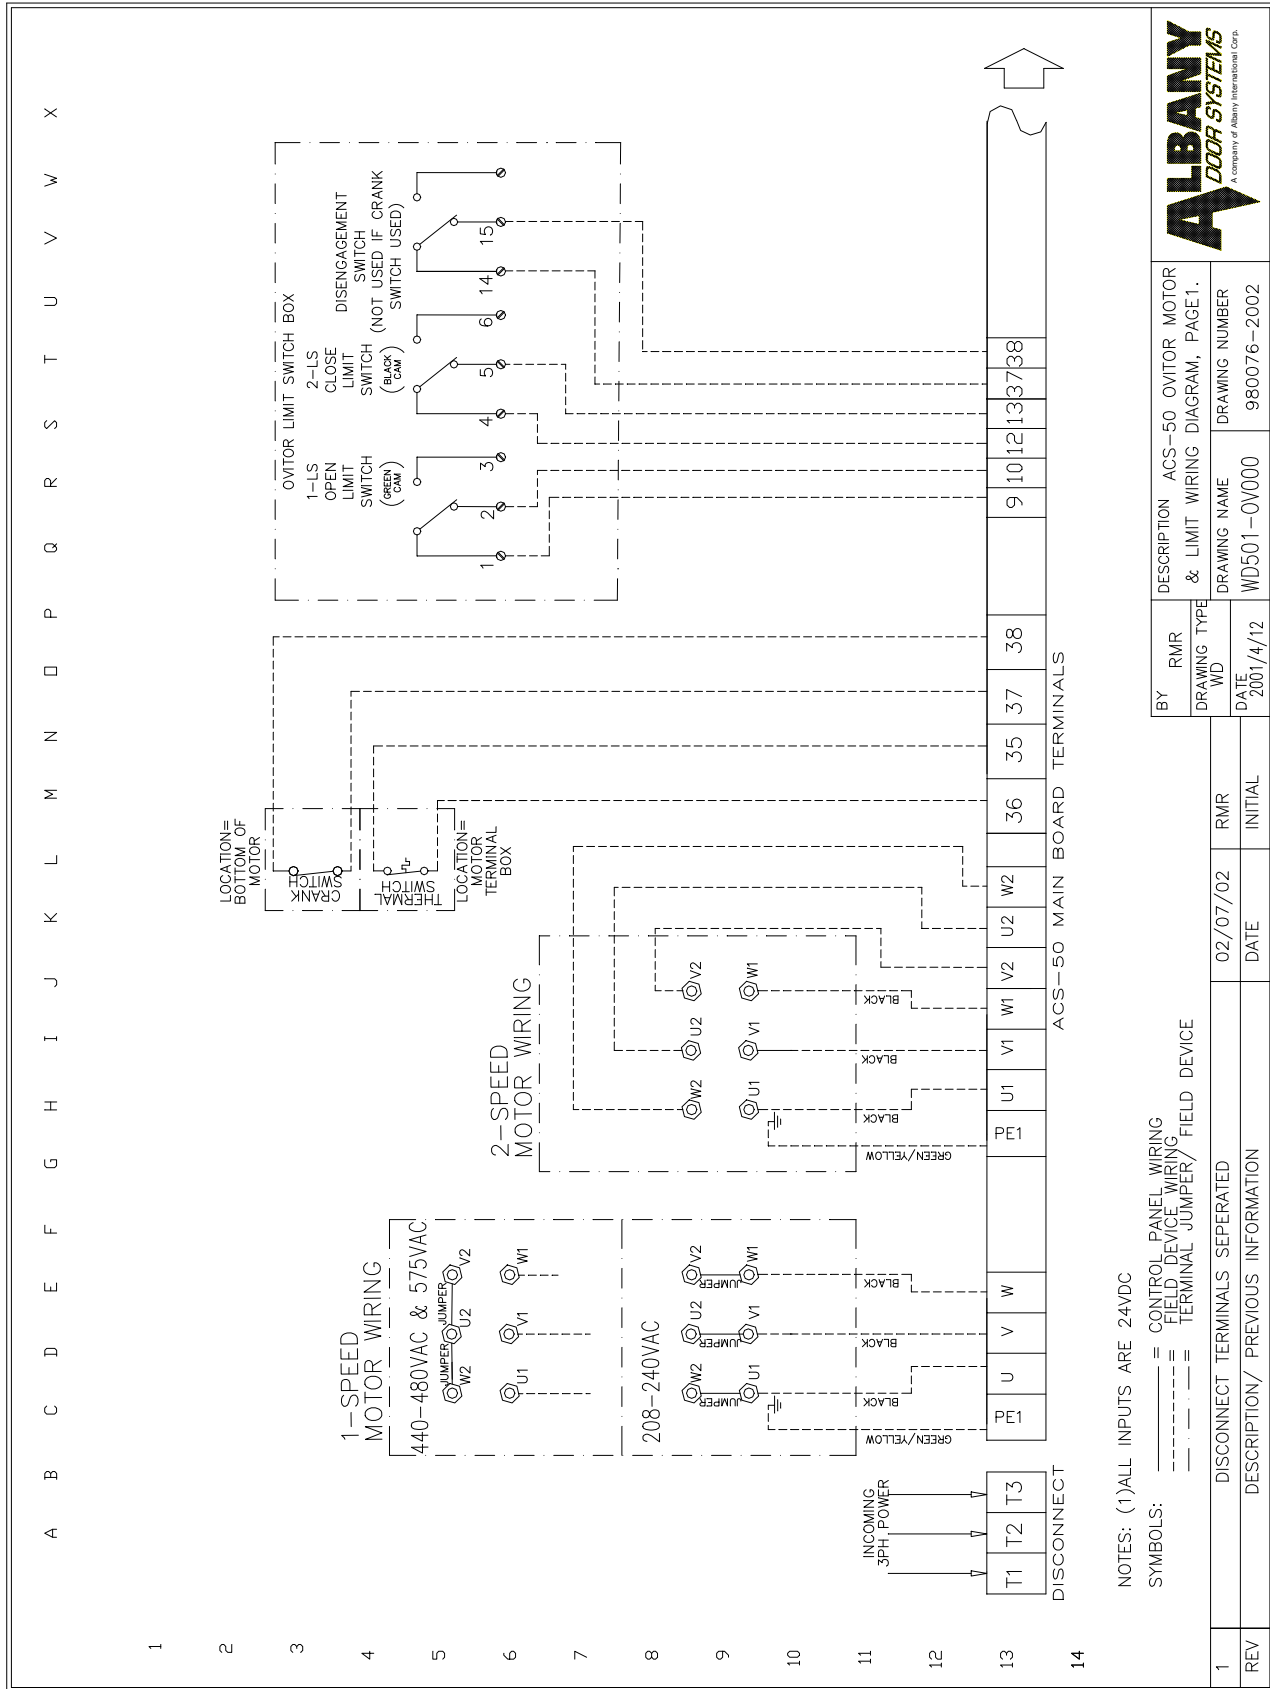 A B C D E F G H I J K L M N O P Q R S T U V W X
1
2
3
4
5
6
7
8
9
10
11
12
13
14
1-SPEED
MOTOR WIRING
440-480VAC & 575VAC
W2 JUMPER U2 JUMPER V2
U1 V1 W1
208-240VAC
W2 U2 V2
JUMPER JUMPER JUMPER
U1 V1 W1
GREEN/YELLOW BLACK BLACK BLACK
2-SPEED
MOTOR WIRING
W2 U2 V2
U1 V1 W1
GREEN/YELLOW BLACK BLACK BLACK
LOCATION=
BOTTOM OF
MOTOR
CRANK
SWITCH
THERMAL
SWITCH
LOCATION=
MOTOR
TERMINAL
BOX
OVITOR LIMIT SWITCH BOX
1-LS
OPEN
LIMIT
SWITCH
(GREEN
CAM)
2-LS
CLOSE
LIMIT
SWITCH
(BLACK
CAM)
DISENGAGEMENT
SWITCH
(NOT USED IF CRANK
SWITCH USED)
1 2 3 4 5 6 14 15
INCOMING
3PH POWER
T1 T2 T3
DISCONNECT
PE1 U V W PE1 U1 V1 W1 V2 U2 W2 36 35 37 38 9 10 12 13 37 38
ACS-50 MAIN BOARD TERMINALS
NOTES: (1)ALL INPUTS ARE 24VDC
SYMBOLS: = CONTROL PANEL WIRING
= FIELD DEVICE WIRING
= TERMINAL JUMPER/ FIELD DEVICE
1 DISCONNECT TERMINALS SEPERATED 02/07/02 RMR
REV DESCRIPTION/ PREVIOUS INFORMATION DATE INITIAL
BY
RMR
DRAWING TYPE
WD
DATE
2001/4/12
DESCRIPTION ACS-50 OVITOR MOTOR
& LIMIT WIRING DIAGRAM, PAGE1.
DRAWING NAME
WD501-0V000
DRAWING NUMBER
980076-2002
ALBANY
DOOR SYSTEMS
A company of Albany International Corp.